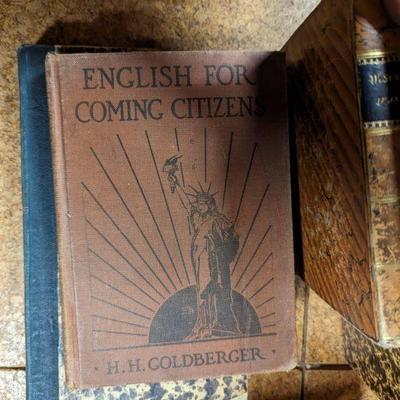 ENGLISH FOR
COMING CITIZENS
· H. H. GOLDBERGER ·